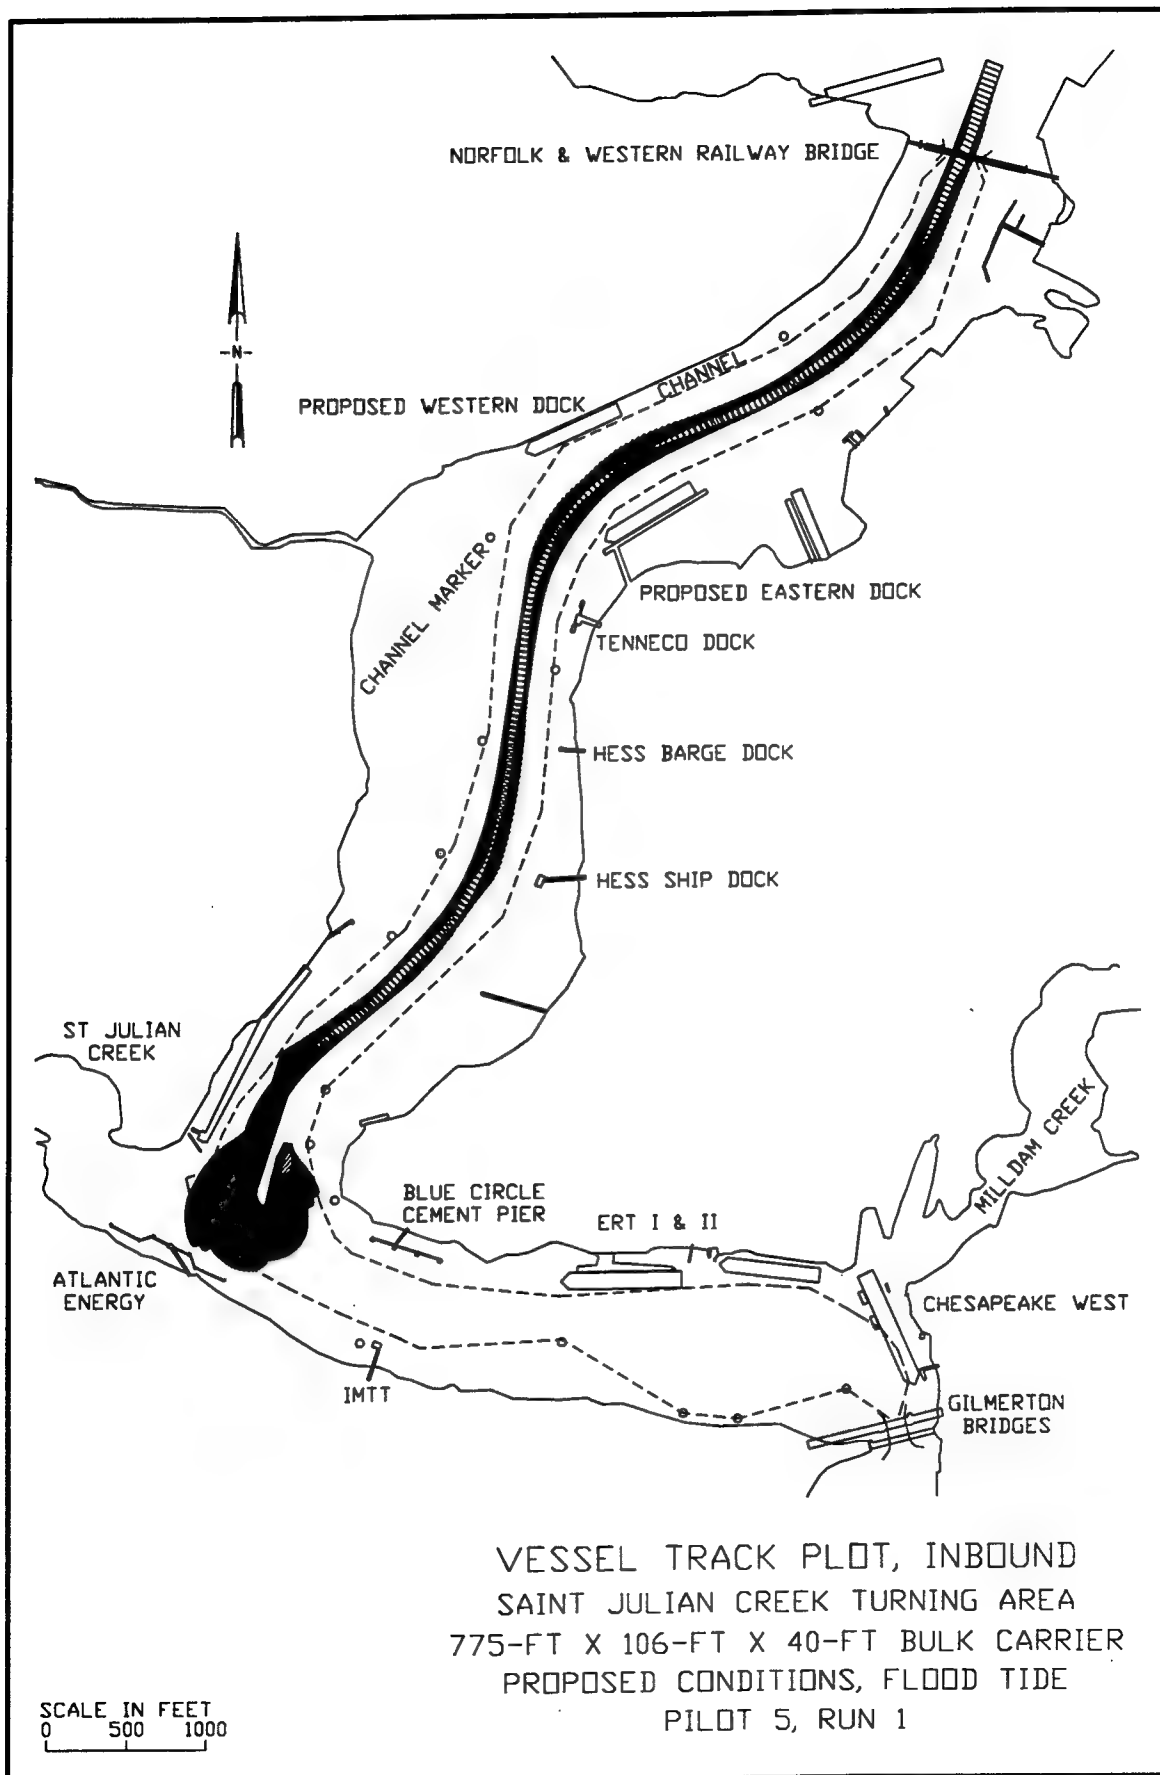 NORFOLK & WESTERN RAILWAY BRIDGE
-N-
CHANNEL
PROPOSED WESTERN DOCK
CHANNEL MARKER
PROPOSED EASTERN DOCK
TENNECO DOCK
HESS BARGE DOCK
HESS SHIP DOCK
ST JULIAN
CREEK
MILLDAM CREEK
BLUE CIRCLE
CEMENT PIER
ERT I & II
ATLANTIC
ENERGY
CHESAPEAKE WEST
IMTT
GILMERTON
BRIDGES
VESSEL TRACK PLOT, INBOUND
SAINT JULIAN CREEK TURNING AREA
775-FT X 106-FT X 40-FT BULK CARRIER
PROPOSED CONDITIONS, FLOOD TIDE
PILOT 5, RUN 1
SCALE IN FEET
0 500 1000